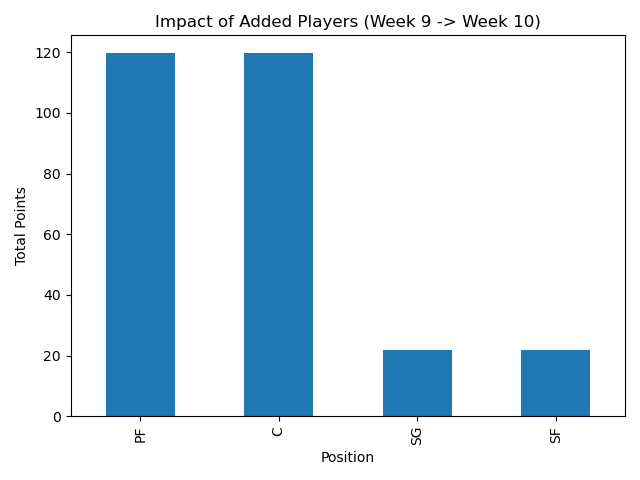 Impact of Added Players (Week 9 -> Week 10)
120
100
80
60
40
20
0
Total Points
PF
C
SG
SF
Position